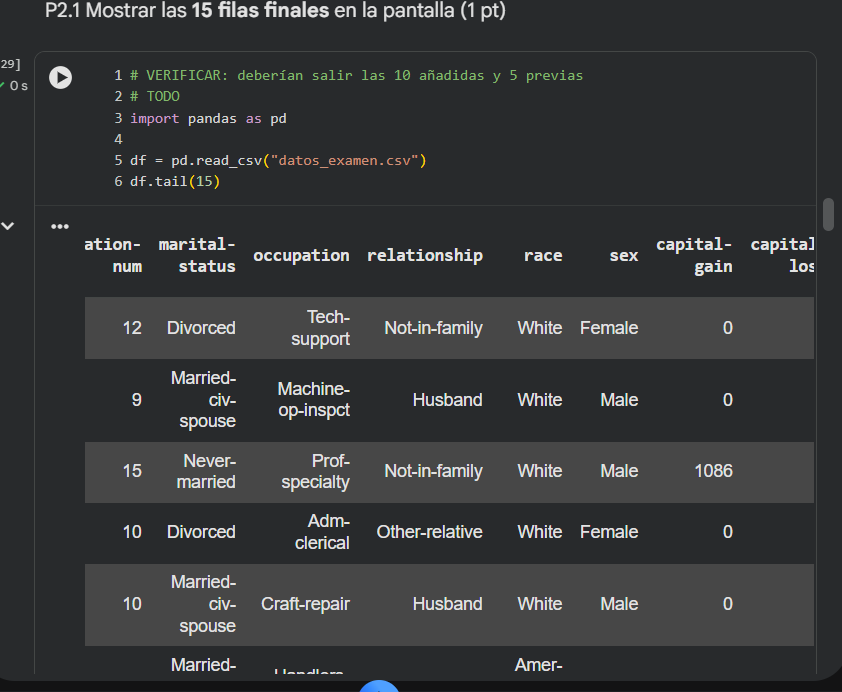 P2.1 Mostrar las 15 filas finales en la pantalla (1 pt)
29]
0 s
1 # VERIFICAR: deberían salir las 10 añadidas y 5 previas
2 # TODO
3 import pandas as pd
4
5 df = pd.read_csv("datos_examen.csv")
6 df.tail(15)
ation-num marital-status occupation relationship race sex capital-gain capital los
12 Divorced Tech-support Not-in-family White Female 0
9 Married-civ-spouse Machine-op-inspct Husband White Male 0
15 Never-married Prof-specialty Not-in-family White Male 1086
10 Divorced Adm-clerical Other-relative White Female 0
10 Married-civ-spouse Craft-repair Husband White Male 0
Married- Handlers- Amer-